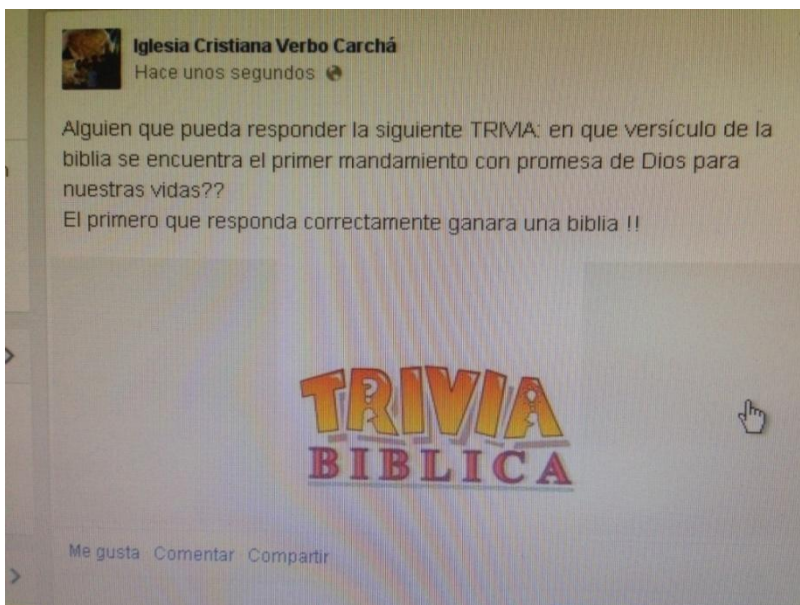 Iglesia Cristiana Verbo Carchá
Hace unos segundos
Alguien que pueda responder la siguiente TRIVIA: en que versículo de la
biblia se encuentra el primer mandamiento con promesa de Dios para
nuestras vidas??
El primero que responda correctamente ganara una biblia !!
TRIVIA
BIBLICA
Me gusta Comentar Compartir